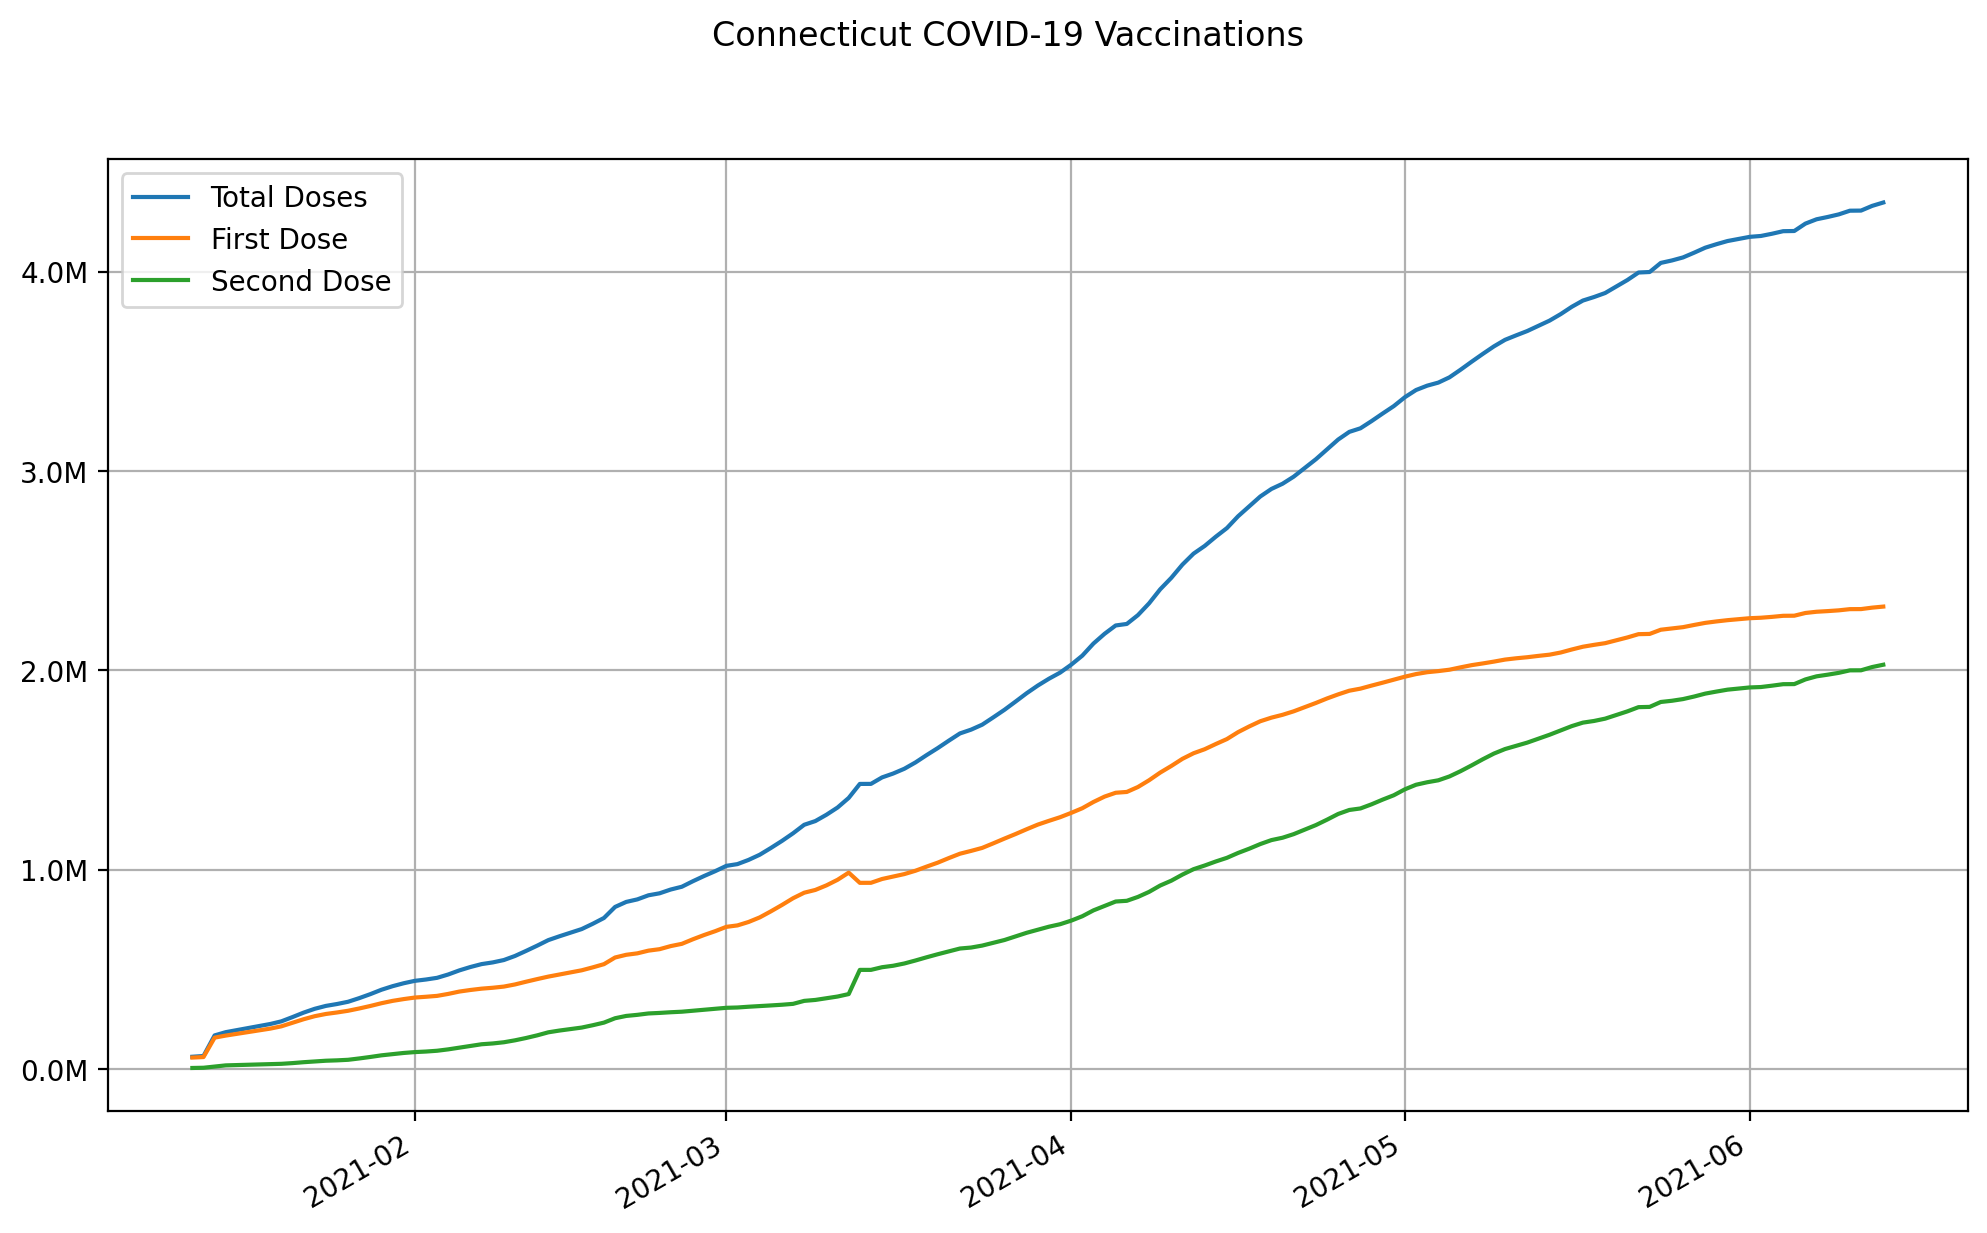 Connecticut COVID-19 Vaccinations
Total Doses
First Dose
Second Dose
4.0M
3.0M
2.0M
1.0M
0.0M
2021-02
2021-03
2021-04
2021-05
2021-06